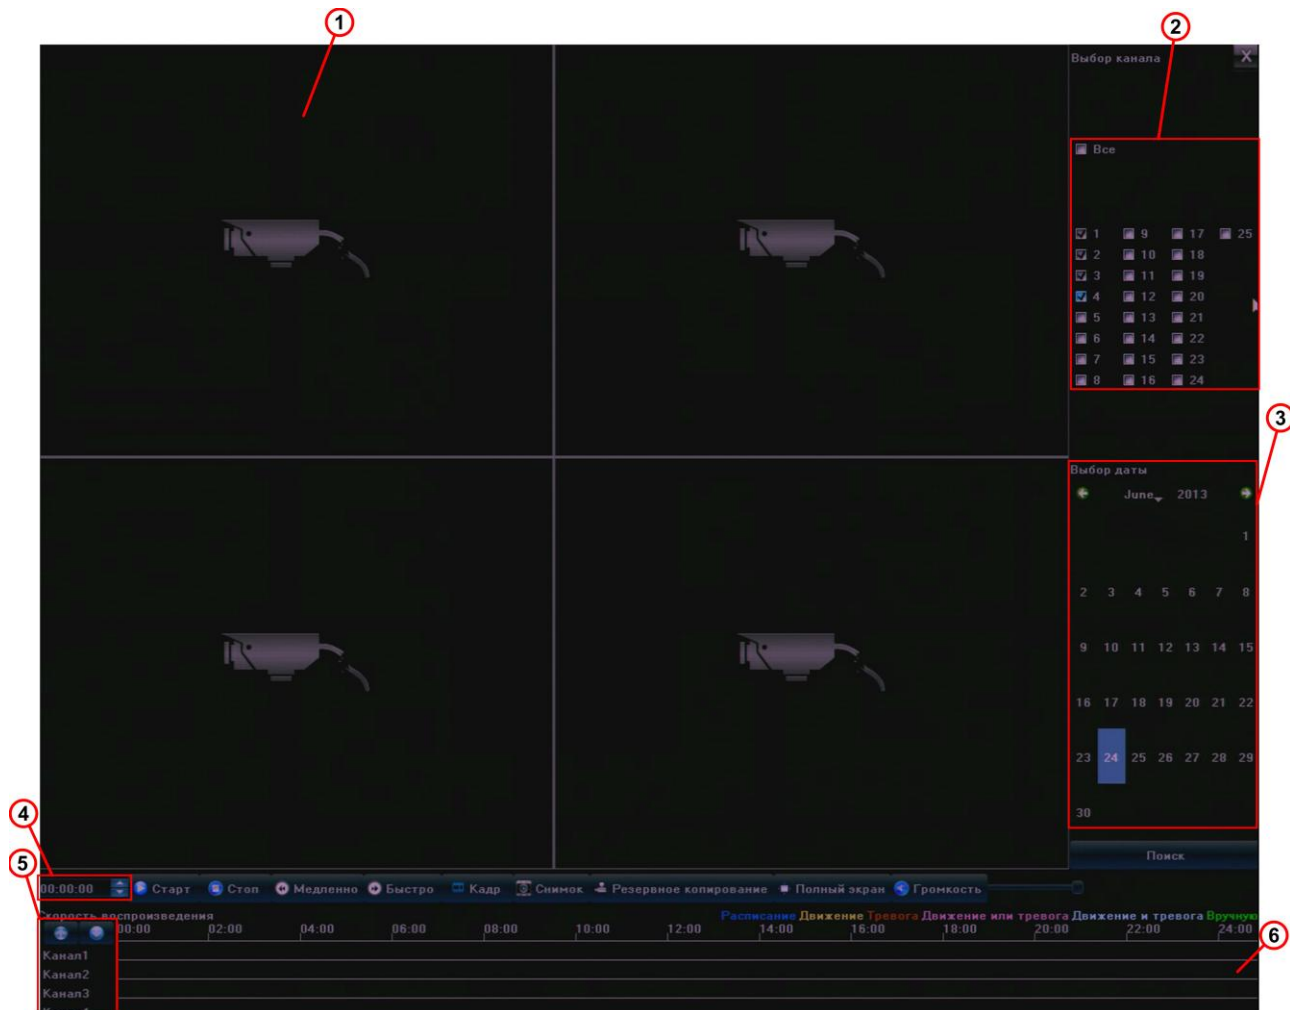 1
2
Выбор канала
X
Все
1 9 17 25
2 10 18
3 11 19
4 12 20
5 13 21
6 14 22
7 15 23
8 16 24
3
Выбор даты
June 2013
1
2 3 4 5 6 7 8
9 10 11 12 13 14 15
16 17 18 19 20 21 22
23 24 25 26 27 28 29
30
Поиск
4
5
00:00:00 Старт Стоп Медленно Быстро Кадр Снимок Резервное копирование Полный экран Громкость
Скорость воспроизведения Расписание Движение Тревога Движение или тревога Движение и тревога Вручную
00:00 02:00 04:00 06:00 08:00 10:00 12:00 14:00 16:00 18:00 20:00 22:00 24:00
6
Канал1
Канал2
Канал3